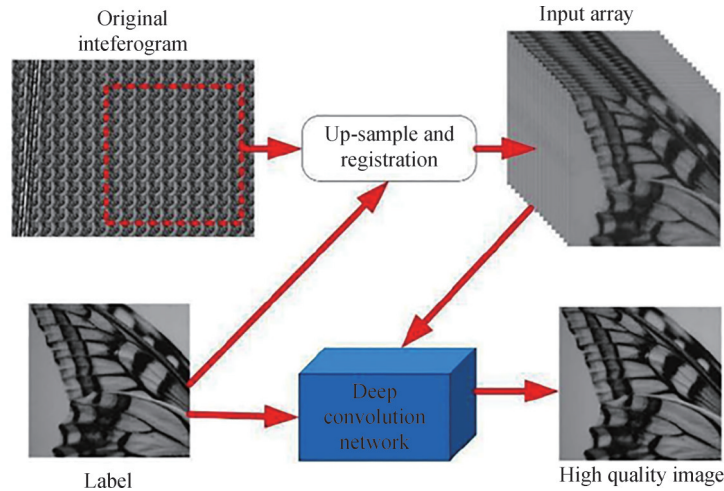 Original
inteferogram
Input array
Up-sample and
registration
Deep
convolution
network
Label
High quality image